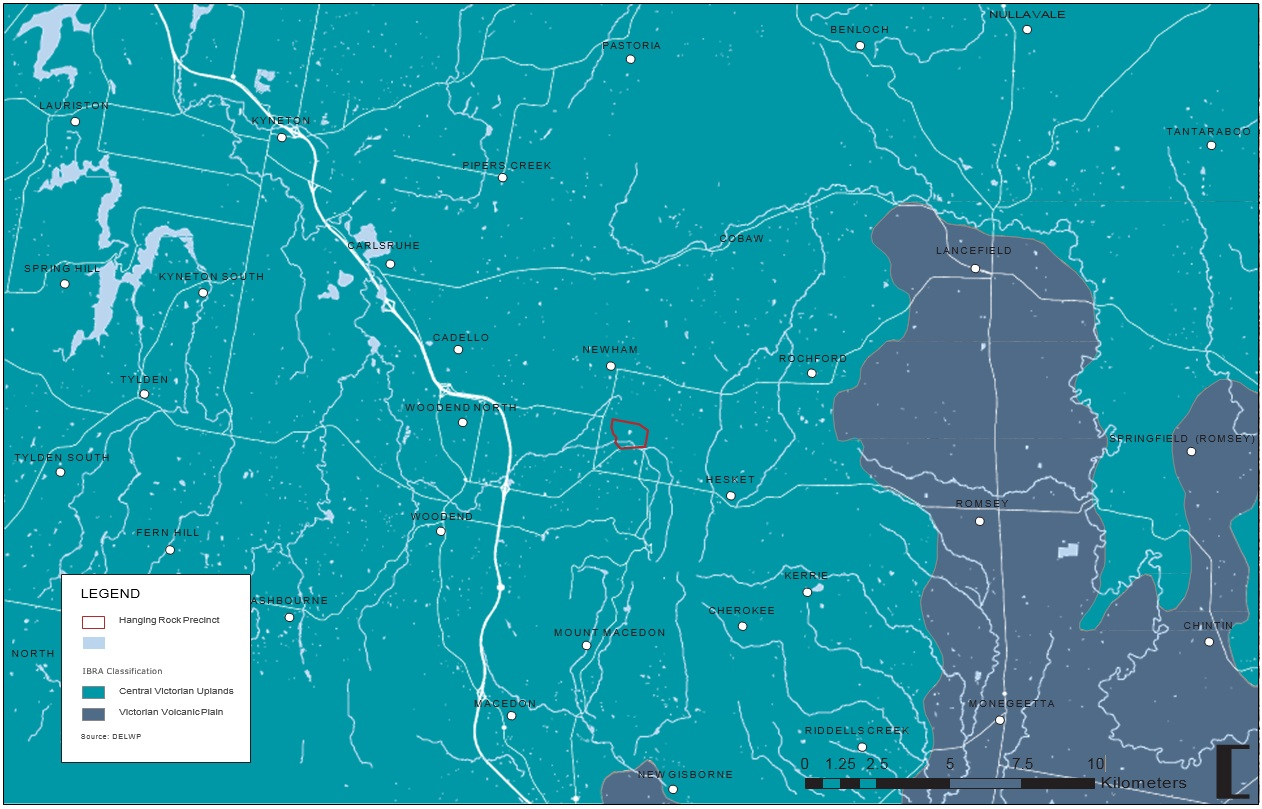 NULLAVALE
BENLOCH
PASTORIA
LAURISTON
KYNETON
TANTARABOO
PIPERS CREEK
COBAW
CARLSRUHE
LANCEFIELD
SPRING HILL
KYNETON SOUTH
CADELLO
NEWHAM
ROCHFORD
TYLDEN
WOODEND NORTH
SPRINGFIELD (ROMSEY)
TYLDEN SOUTH
HESKET
ROMSEY
WOODEND
FERN HILL
KERRIE
ASHBOURNE
CHEROKEE
CHINTIN
MOUNT MACEDON
NORTH
MACEDON
MONEGEETTA
RIDDELLS CREEK
NEW GISBORNE
LEGEND
Hanging Rock Precinct
IBRA Classification
Central Victorian Uplands
Victorian Volcanic Plain
Source: DELWP
0 1.25 2.5 5 7.5 10
Kilometers